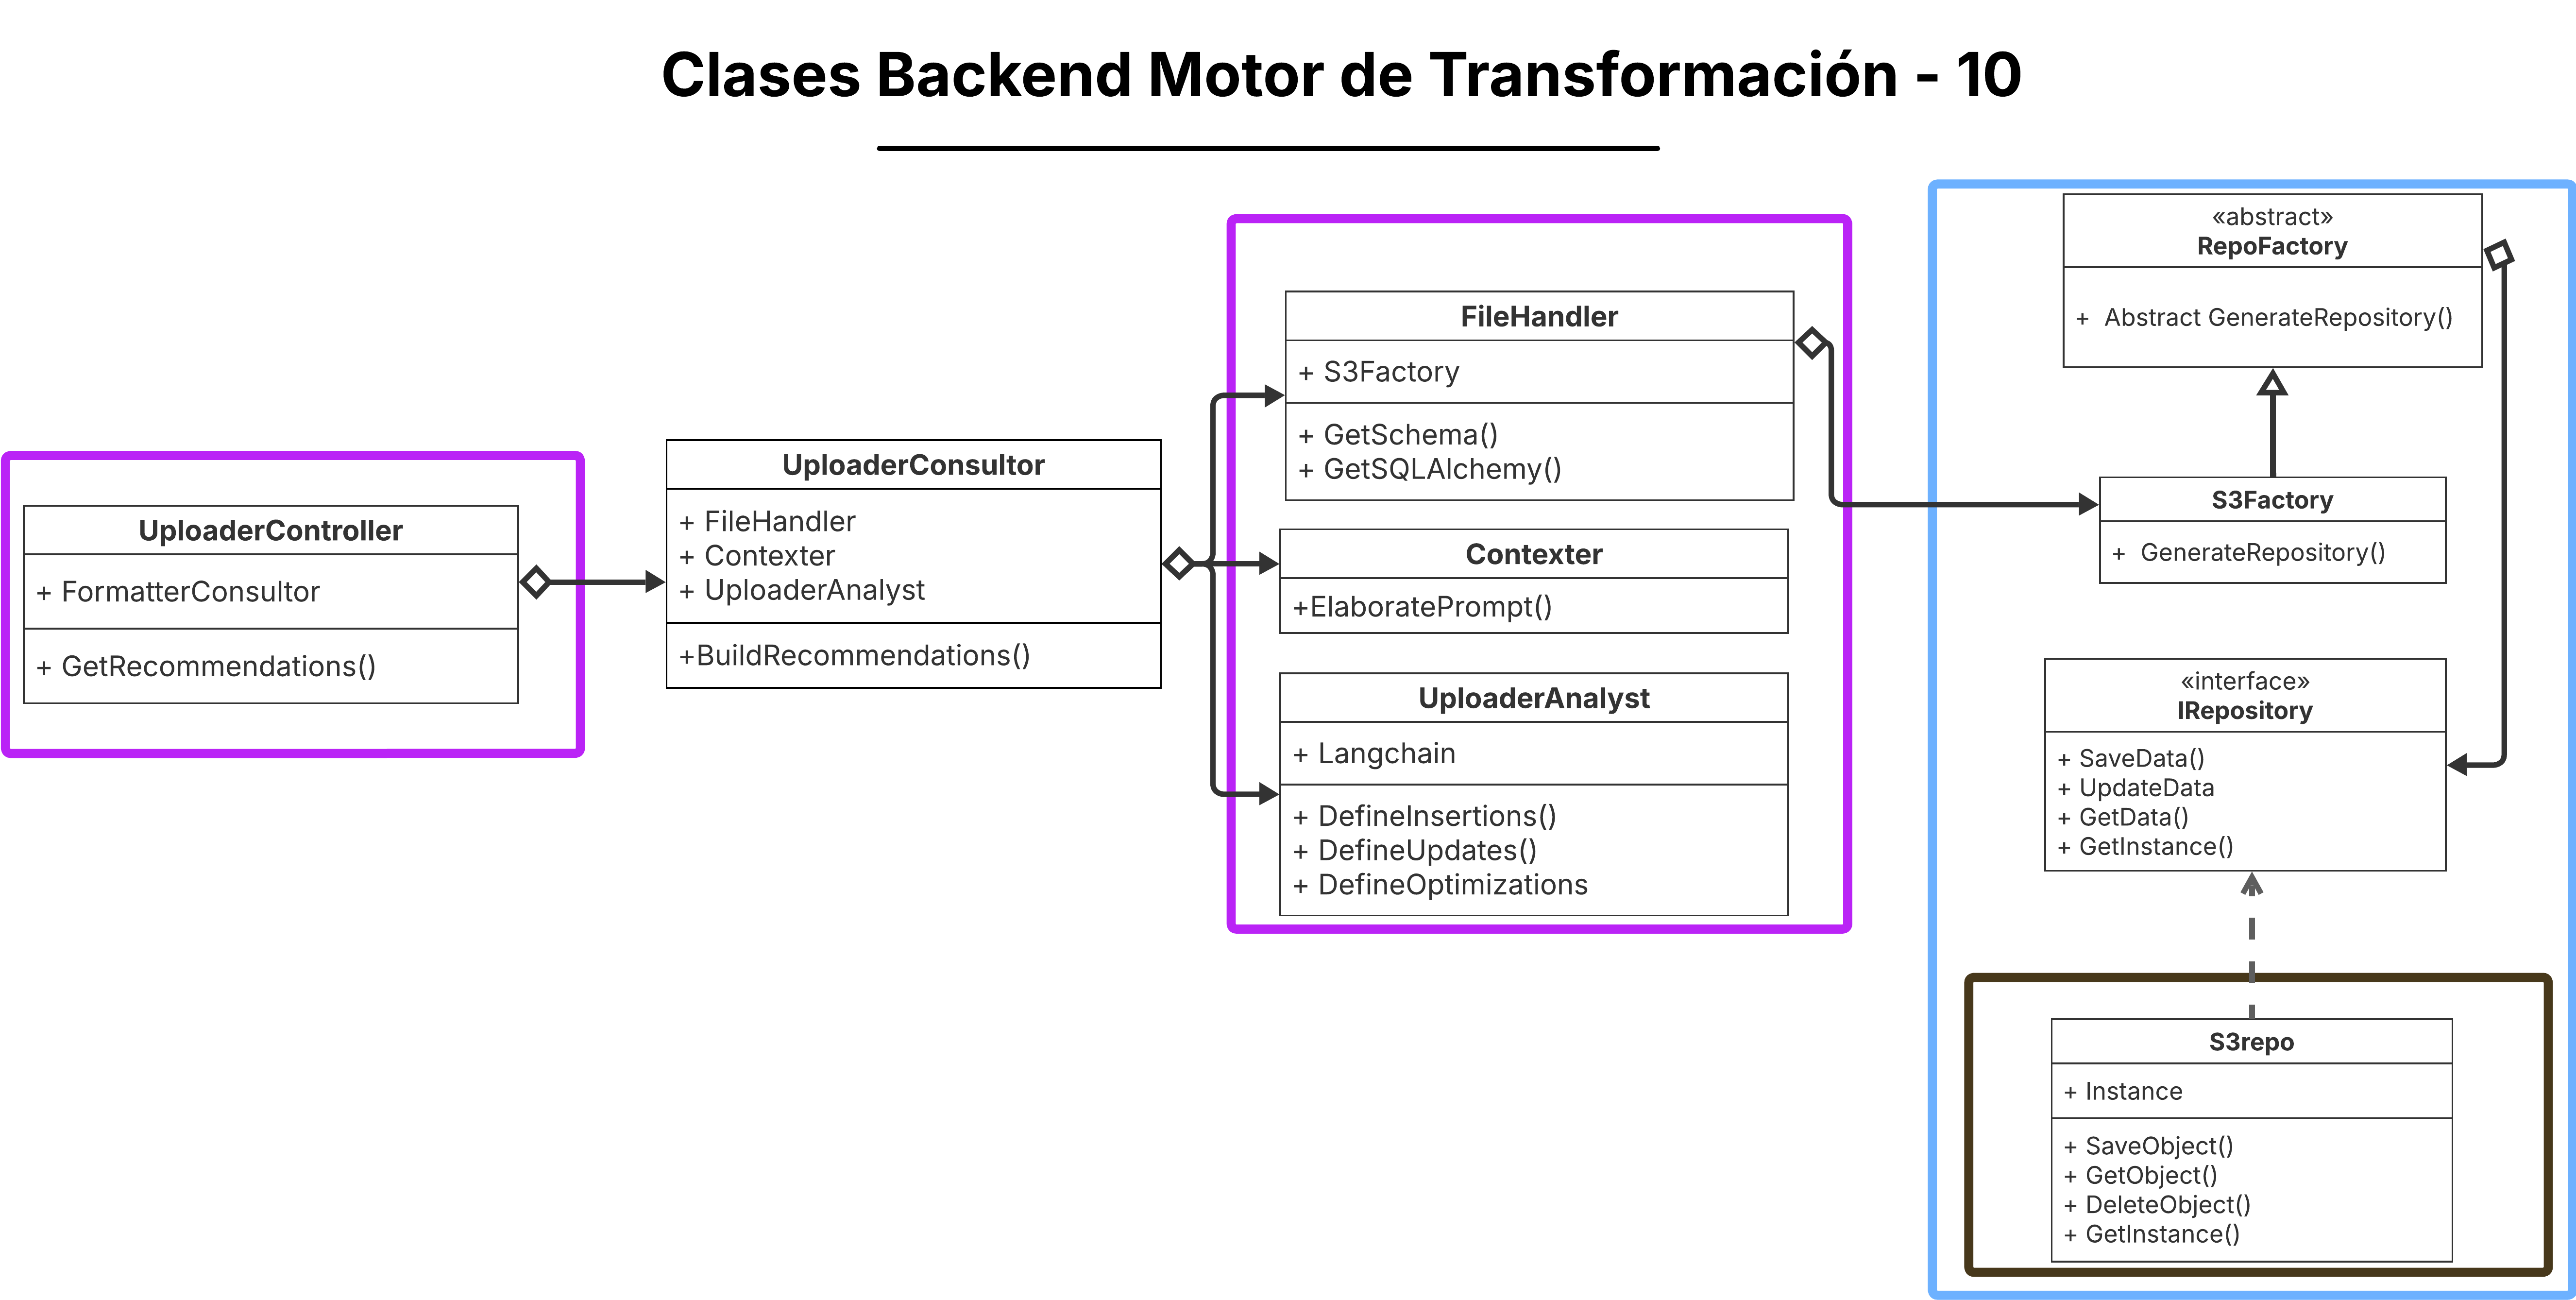 Clases Backend Motor de Transformación - 10
UploaderController
+ FormatterConsultor
+ GetRecommendations()
UploaderConsultor
+ FileHandler
+ Contexter
+ UploaderAnalyst
+BuildRecommendations()
FileHandler
+ S3Factory
+ GetSchema()
+ GetSQLAlchemy()
Contexter
+ElaboratePrompt()
UploaderAnalyst
+ Langchain
+ DefineInsertions()
+ DefineUpdates()
+ DefineOptimizations
«abstract»
RepoFactory
+ Abstract GenerateRepository()
S3Factory
+ GenerateRepository()
«interface»
IRepository
+ SaveData()
+ UpdateData
+ GetData()
+ GetInstance()
S3repo
+ Instance
+ SaveObject()
+ GetObject()
+ DeleteObject()
+ GetInstance()